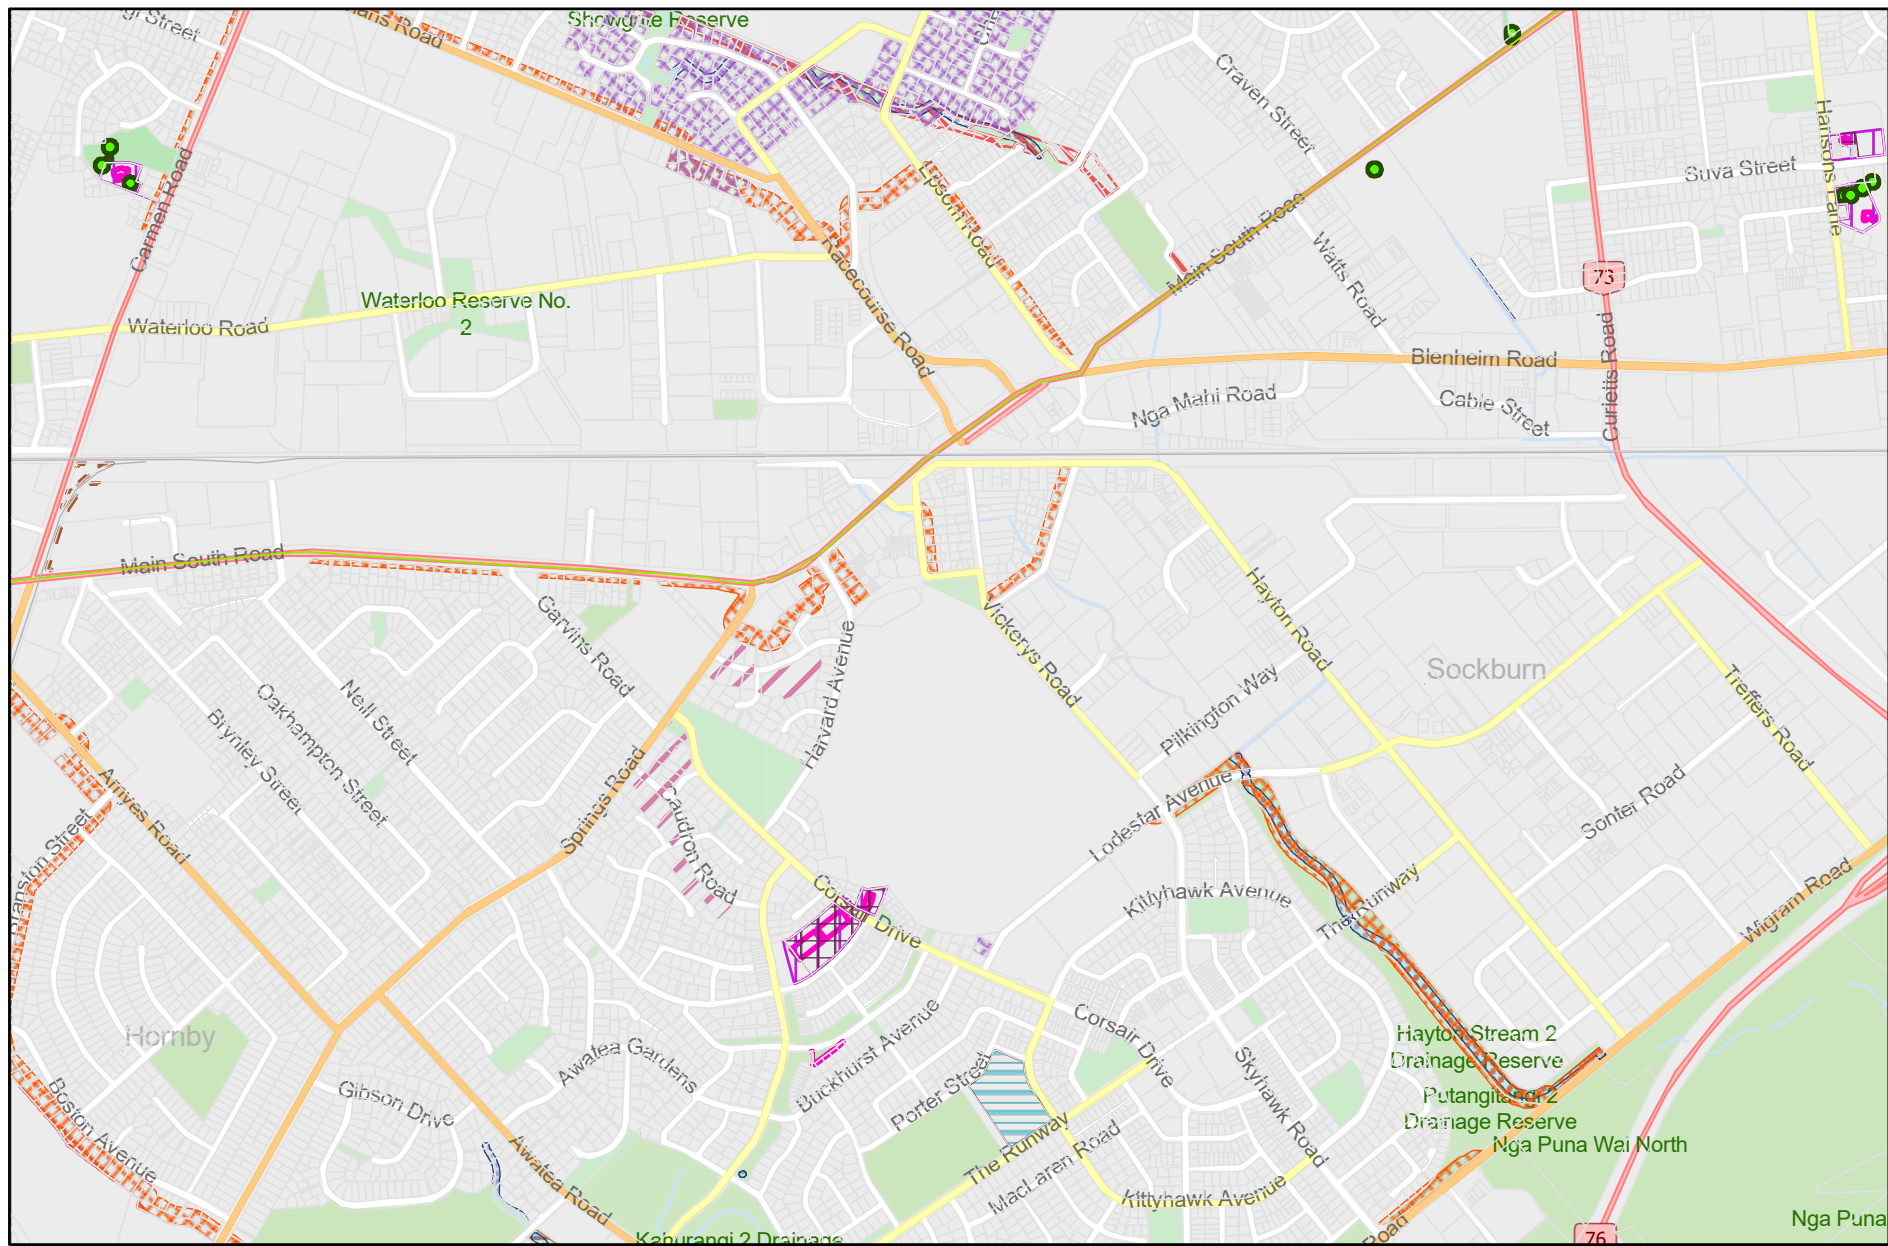 Showgate Reserve
Road
Street
Craven Street
Harrisons Lane
Suva Street
Carmen Road
Epsom Road
Main South Road
Watts Road
73
Waterloo Reserve No.
2
Waterloo Road
Racecourse Road
Blenheim Road
Curletts Road
Nga Mahi Road
Cable Street
Main South Road
Garvins Road
Vickerys Road
Hayton Road
Sockburn
Treffers Road
Pilkington Way
Harvard Avenue
Neill Street
Oakhampton Street
Brynley Street
Springs Road
Amyes Road
Caudron Road
Lodestar Avenue
Sonter Road
Corsair Drive
Kittyhawk Avenue
The Runway
Wigram Road
Hornby
Buckhurst Avenue
Corsair Drive
Hayton Stream 2
Drainage Reserve
Awatea Gardens
Gibson Drive
Porter Street
Skyhawk Road
Putangitangi 2
Drainage Reserve
Boston Avenue
Awatea Road
The Runway
MacLaren Road
Nga Puna Wai North
Kittyhawk Avenue
Nga Puna
Road
76
Kahurangi 2 Drainage